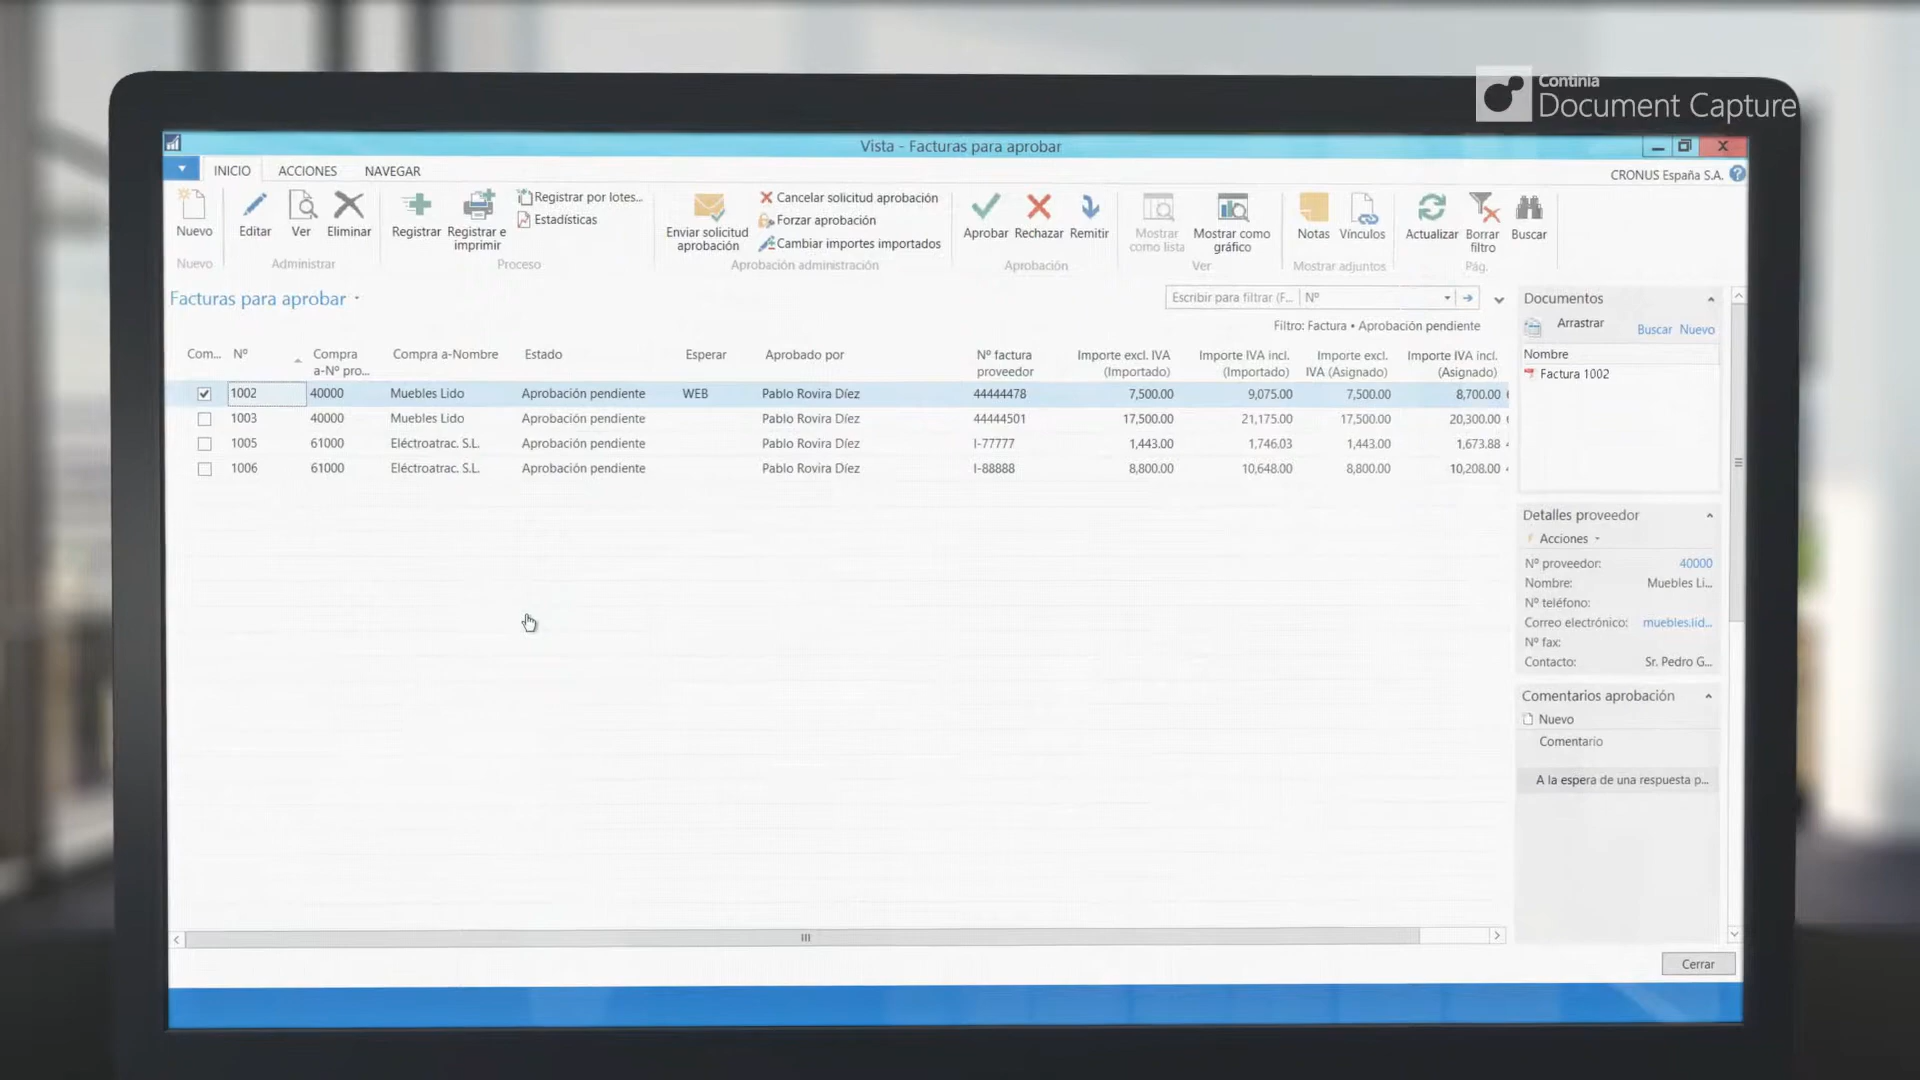 Continia
Document Capture
Vista - Facturas para aprobar
INICIO ACCIONES NAVEGAR
CRONUS España S.A.
Nuevo
Editar Ver Eliminar
Registrar Registrar e imprimir
Registrar por lotes...
Estadísticas
Enviar solicitud aprobación
Cancelar solicitud aprobación
Forzar aprobación
Cambiar importes importados
Aprobar Rechazar Remitir
Mostrar como lista Mostrar como gráfico
Notas Vínculos
Actualizar Borrar filtro Buscar
Nuevo Administrar Proceso Aprobación administración Aprobación Ver Mostrar adjuntos Pág.
Facturas para aprobar
Escribir para filtrar (F... Nº
Filtro: Factura • Aprobación pendiente
Com... Nº Compra a-Nº pro... Compra a-Nombre Estado Esperar Aprobado por Nº factura proveedor Importe excl. IVA (Importado) Importe IVA incl. (Importado) Importe excl. IVA (Asignado) Importe IVA incl. (Asignado)
1002 40000 Muebles Lido Aprobación pendiente WEB Pablo Rovira Díez 44444478 7,500.00 9,075.00 7,500.00 8,700.00
1003 40000 Muebles Lido Aprobación pendiente Pablo Rovira Díez 44444501 17,500.00 21,175.00 17,500.00 20,300.00
1005 61000 Eléctroatrac. S.L. Aprobación pendiente Pablo Rovira Díez I-77777 1,443.00 1,746.03 1,443.00 1,673.88
1006 61000 Eléctroatrac. S.L. Aprobación pendiente Pablo Rovira Díez I-88888 8,800.00 10,648.00 8,800.00 10,208.00
Documentos
Arrastrar Buscar Nuevo
Nombre
Factura 1002
Detalles proveedor
Acciones
Nº proveedor: 40000
Nombre: Muebles Li...
Nº teléfono:
Correo electrónico: muebles.lid...
Nº fax:
Contacto: Sr. Pedro G...
Comentarios aprobación
Nuevo
Comentario
A la espera de una respuesta p...
Cerrar